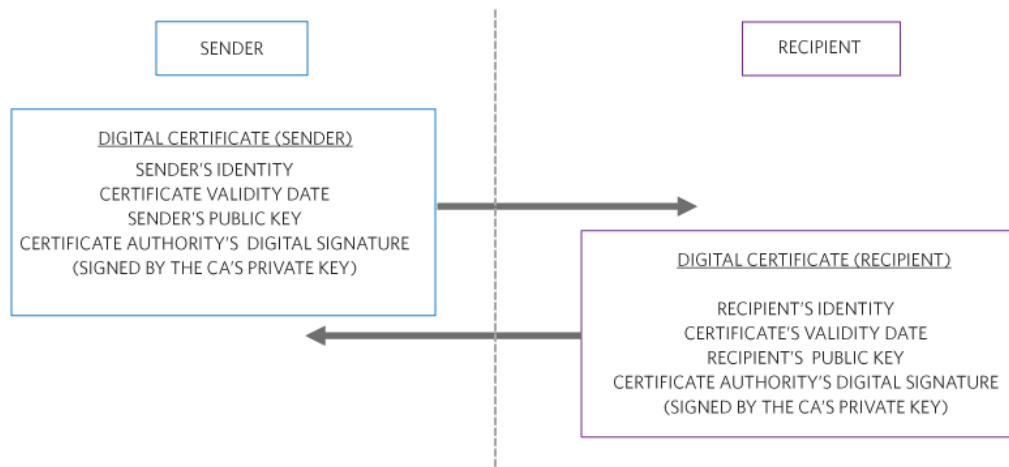 SENDER
RECIPIENT
DIGITAL CERTIFICATE (SENDER)
SENDER'S IDENTITY
CERTIFICATE VALIDITY DATE
SENDER'S PUBLIC KEY
CERTIFICATE AUTHORITY'S DIGITAL SIGNATURE
(SIGNED BY THE CA'S PRIVATE KEY)
DIGITAL CERTIFICATE (RECIPIENT)
RECIPIENT'S IDENTITY
CERTIFICATE'S VALIDITY DATE
RECIPIENT'S PUBLIC KEY
CERTIFICATE AUTHORITY'S DIGITAL SIGNATURE
(SIGNED BY THE CA'S PRIVATE KEY)